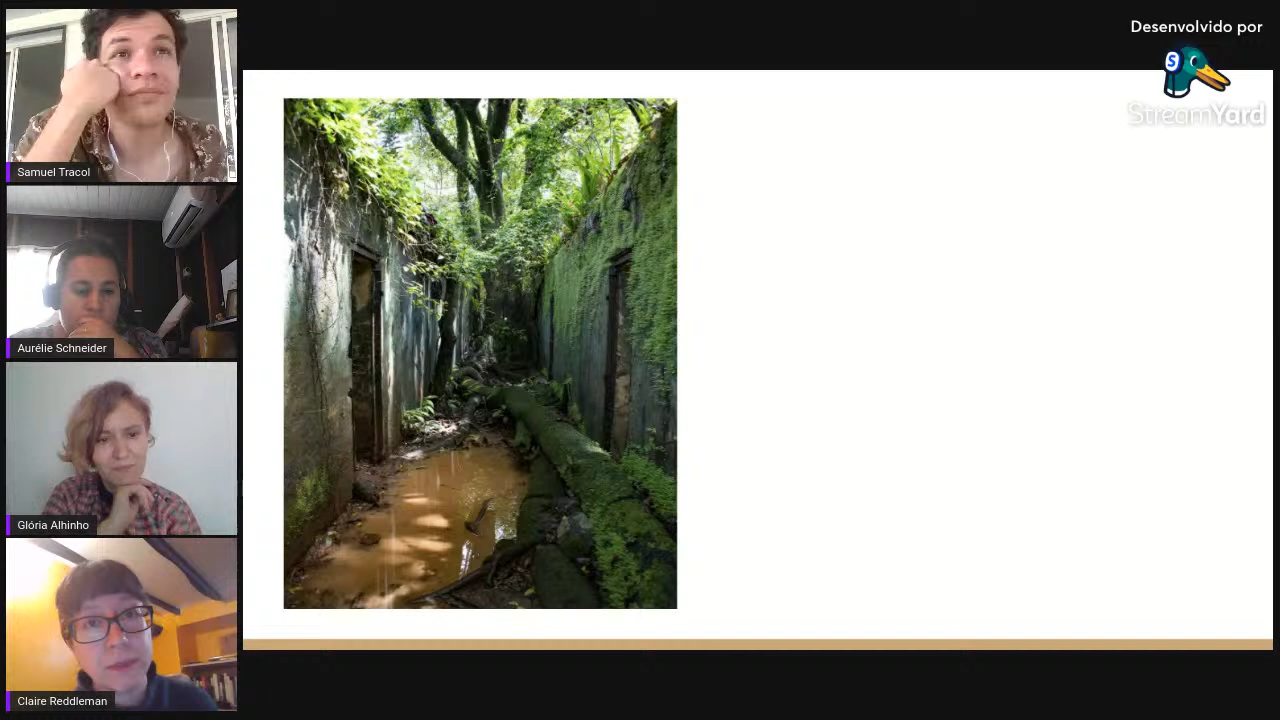 Desenvolvido por
S
StreamYard
Samuel Tracol
Aurélie Schneider
Glória Alhinho
Claire Reddleman